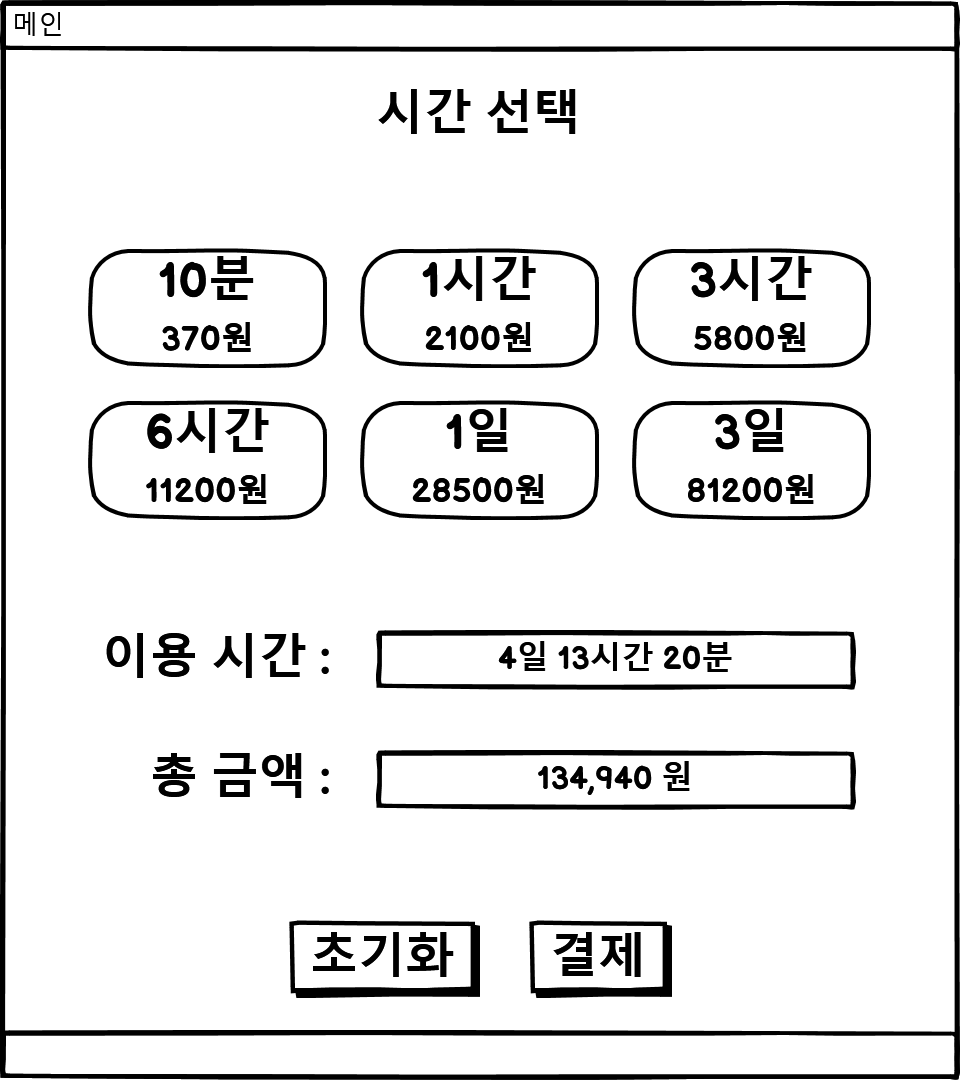 메인
시간 선택
10분 1시간 3시간
370원 2100원 5800원
6시간 1일 3일
11200원 28500원 81200원
이용 시간 : 4일 13시간 20분
총 금액 : 134,940 원
초기화 결제